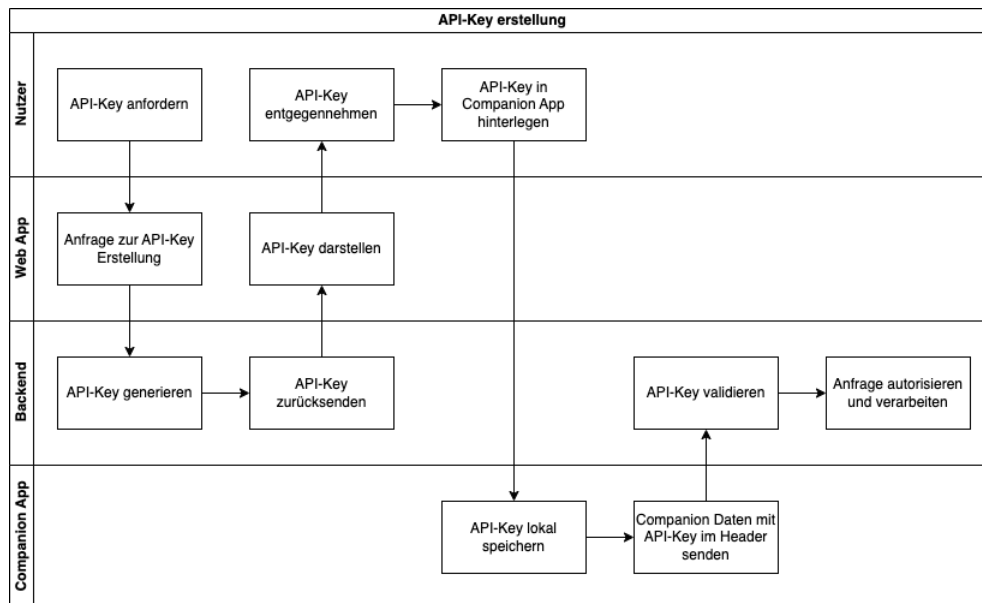 API-Key erstellung
Nutzer
API-Key anfordern
API-Key
entgegennehmen
API-Key in
Companion App
hinterlegen
Web App
Anfrage zur API-Key
Erstellung
API-Key darstellen
Backend
API-Key generieren
API-Key
zurücksenden
API-Key validieren
Anfrage autorisieren
und verarbeiten
Companion App
API-Key lokal
speichern
Companion Daten mit
API-Key im Header
senden